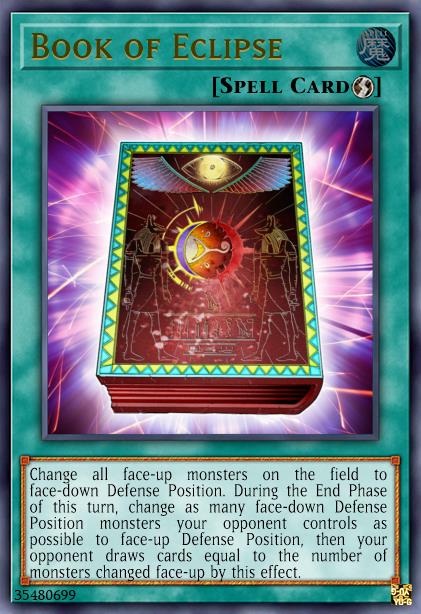 Book of Eclipse
魔
[Spell Card]
Change all face-up monsters on the field to
face-down Defense Position. During the End Phase
of this turn, change as many face-down Defense
Position monsters your opponent controls as
possible to face-up Defense Position, then your
opponent draws cards equal to the number of
monsters changed face-up by this effect.
35480699